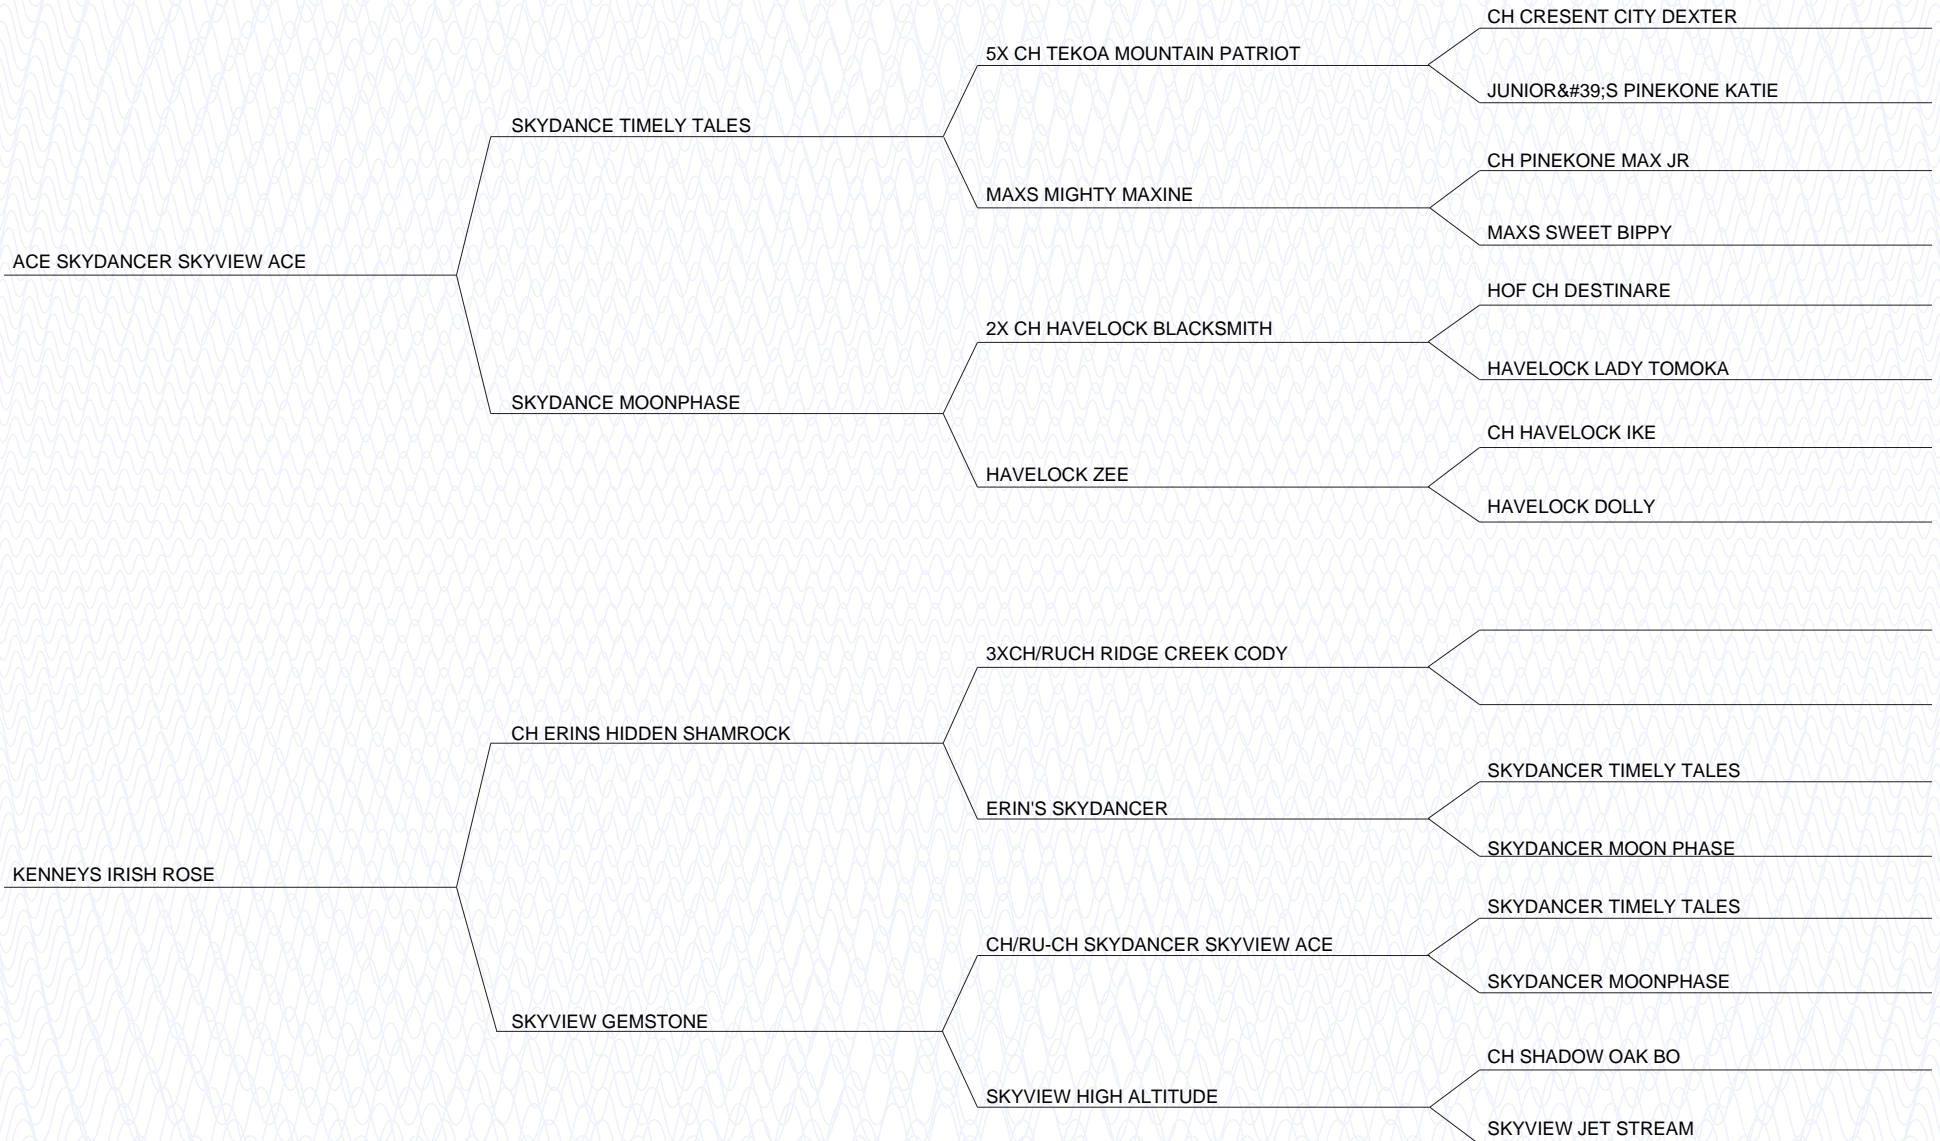 CH CRESENT CITY DEXTER
5X CH TEKOA MOUNTAIN PATRIOT
JUNIOR&#39;S PINEKONE KATIE
SKYDANCE TIMELY TALES
CH PINEKONE MAX JR
MAXS MIGHTY MAXINE
MAXS SWEET BIPPY
ACE SKYDANCER SKYVIEW ACE
HOF CH DESTINARE
2X CH HAVELOCK BLACKSMITH
HAVELOCK LADY TOMOKA
SKYDANCE MOONPHASE
CH HAVELOCK IKE
HAVELOCK ZEE
HAVELOCK DOLLY
3XCH/RUCH RIDGE CREEK CODY
CH ERINS HIDDEN SHAMROCK
SKYDANCER TIMELY TALES
ERIN'S SKYDANCER
SKYDANCER MOON PHASE
KENNEYS IRISH ROSE
SKYDANCER TIMELY TALES
CH/RU-CH SKYDANCER SKYVIEW ACE
SKYDANCER MOONPHASE
SKYVIEW GEMSTONE
CH SHADOW OAK BO
SKYVIEW HIGH ALTITUDE
SKYVIEW JET STREAM